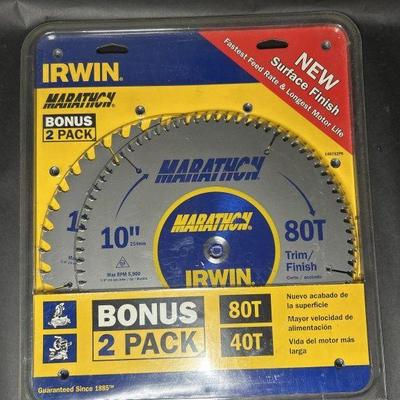 IRWIN.
MARATHON
BONUS
2 PACK
NEW
Surface Finish
Fastest Feed Rate & Longest Motor Life
MARATHON
10"
254mm
Max RPM 5,900
MARATHON
IRWIN
80T
Trim/
Finish
BONUS
2 PACK
80T
40T
Nuevo acabado de
la superficie
Mayor velocidad de
alimentación
Vida del motor más
larga
Guaranteed Since 1885™